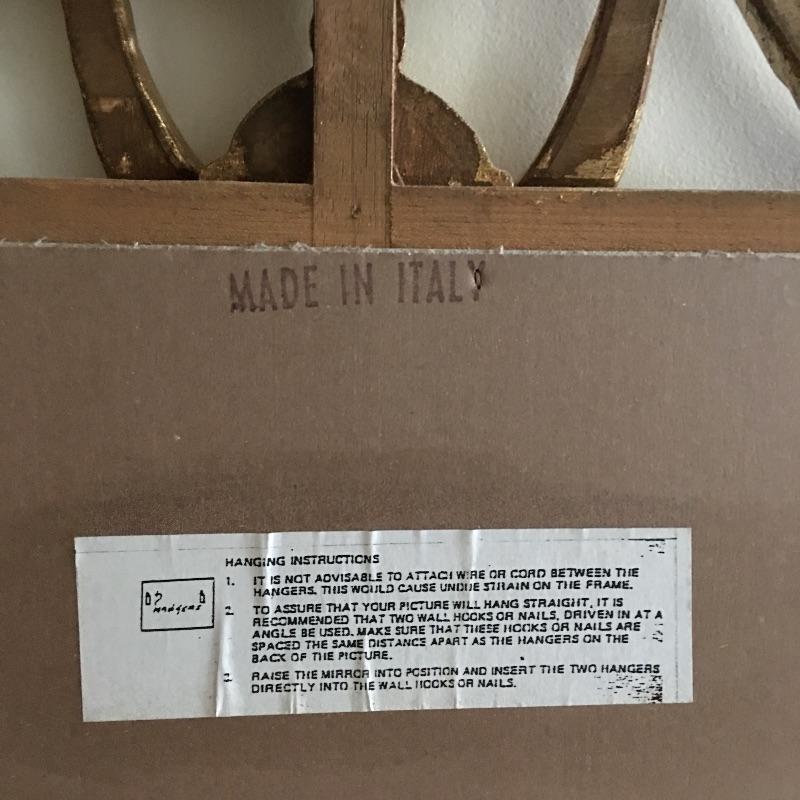 MADE IN ITALY
HANGING INSTRUCTIONS
1. IT IS NOT ADVISABLE TO ATTACH WIRE OR CORD BETWEEN THE
HANGERS. THIS WOULD CAUSE UNDUE STRAIN ON THE FRAME.
2. TO ASSURE THAT YOUR PICTURE WILL HANG STRAIGHT, IT IS
RECOMMENDED THAT TWO WALL HOOKS OR NAILS, DRIVEN IN AT A
ANGLE BE USED. MAKE SURE THAT THESE HOOKS OR NAILS ARE
SPACED THE SAME DISTANCE APART AS THE HANGERS ON THE
BACK OF THE PICTURE.
3. RAISE THE MIRROR INTO POSITION AND INSERT THE TWO HANGERS
DIRECTLY INTO THE WALL HOOKS OR NAILS.
HANGERS